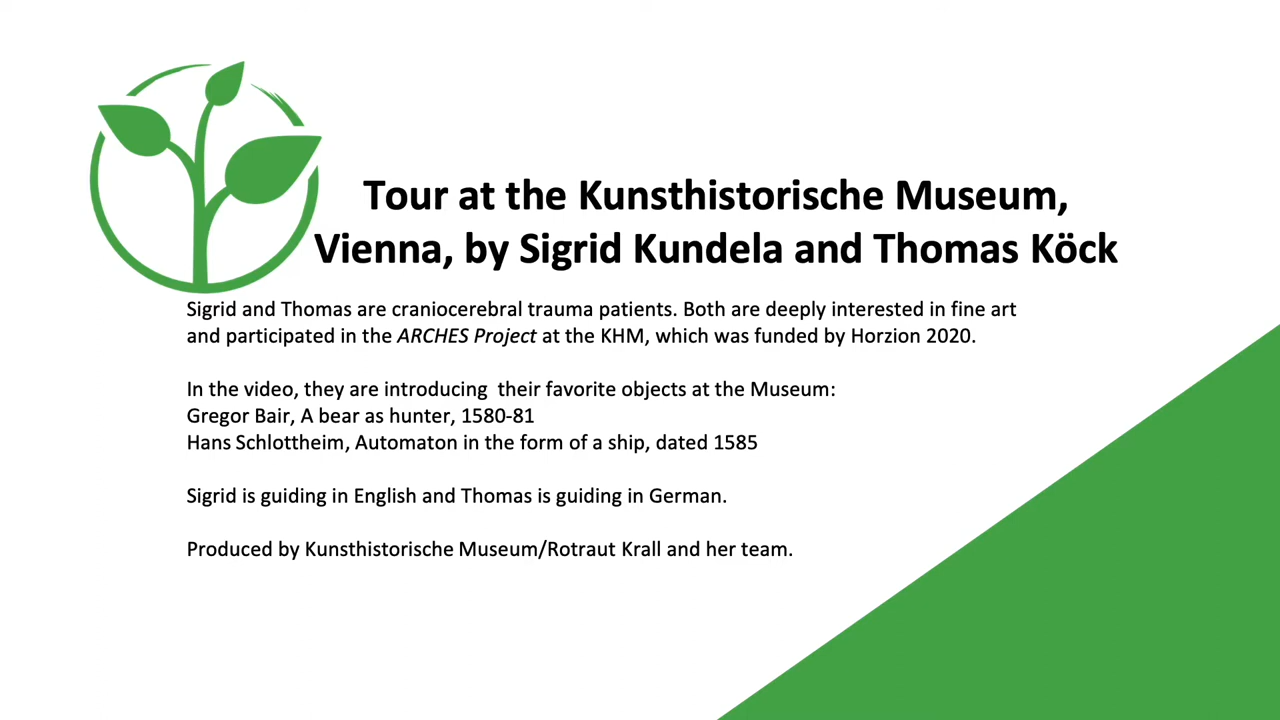 Tour at the Kunsthistorische Museum,
Vienna, by Sigrid Kundela and Thomas Köck
Sigrid and Thomas are craniocerebral trauma patients. Both are deeply interested in fine art
and participated in the ARCHES Project at the KHM, which was funded by Horzion 2020.
In the video, they are introducing  their favorite objects at the Museum:
Gregor Bair, A bear as hunter, 1580-81
Hans Schlottheim, Automaton in the form of a ship, dated 1585
Sigrid is guiding in English and Thomas is guiding in German.
Produced by Kunsthistorische Museum/Rotraut Krall and her team.